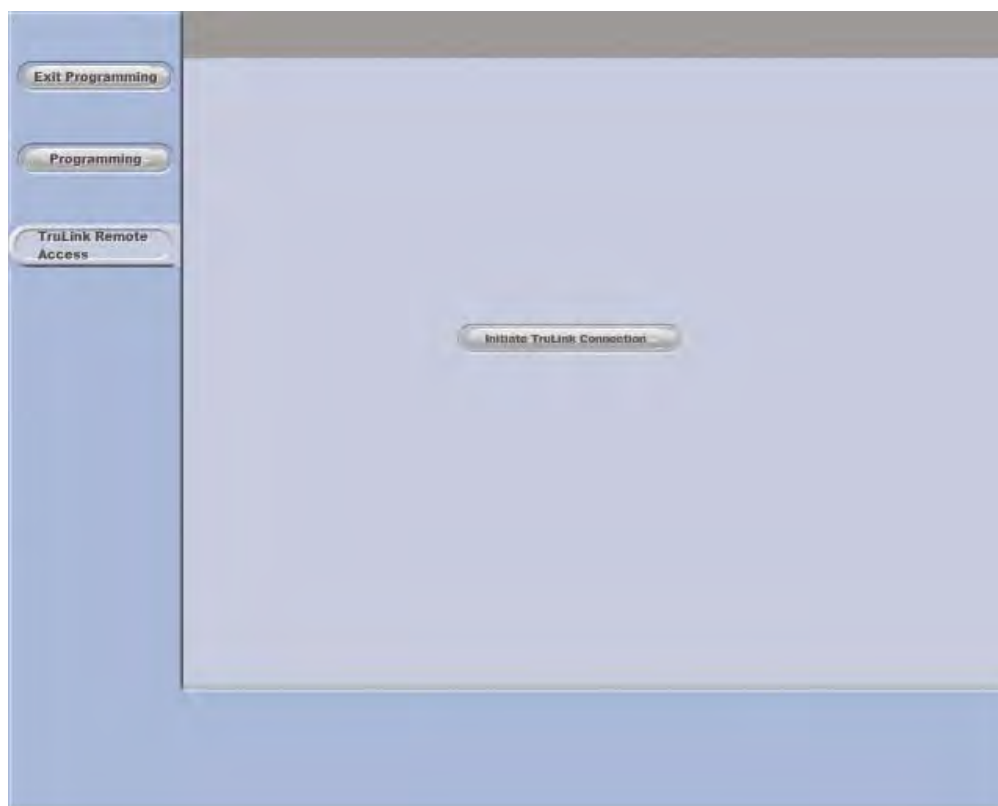 Exit Programming
Programming
TruLink Remote
Access
Initiate TruLink Connection